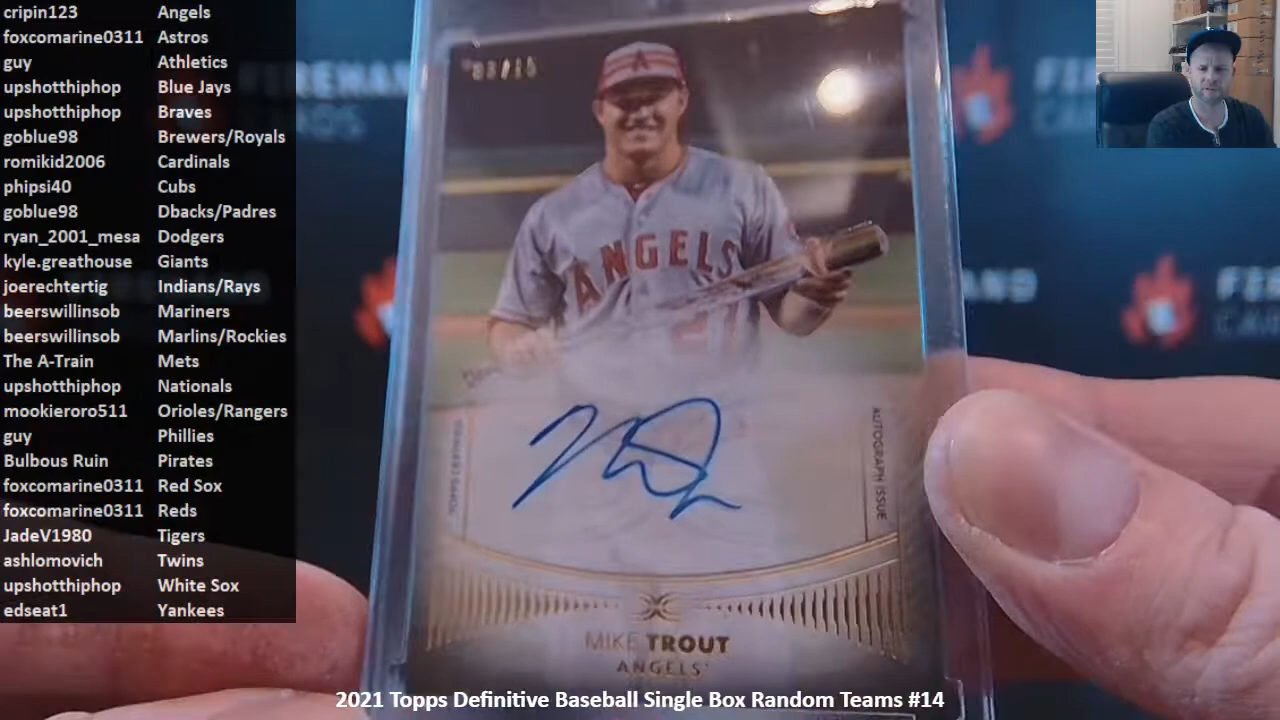 cripin123 Angels
foxcomarine0311 Astros
guy Athletics
upshotthiphop Blue Jays
upshotthiphop Braves
goblue98 Brewers/Royals
romikid2006 Cardinals
phipsi40 Cubs
goblue98 Dbacks/Padres
ryan_2001_mesa Dodgers
kyle.greathouse Giants
joerechtertig Indians/Rays
beerswillinsob Mariners
beerswillinsob Marlins/Rockies
The A-Train Mets
upshotthiphop Nationals
mookieroro511 Orioles/Rangers
guy Phillies
Bulbous Ruin Pirates
foxcomarine0311 Red Sox
foxcomarine0311 Reds
JadeV1980 Tigers
ashlomovich Twins
upshotthiphop White Sox
edseat1 Yankees
03/15
A
ANGELS
AUTOGRAPH ISSUE
MIKE TROUT
ANGELS
2021 Topps Definitive Baseball Single Box Random Teams #14